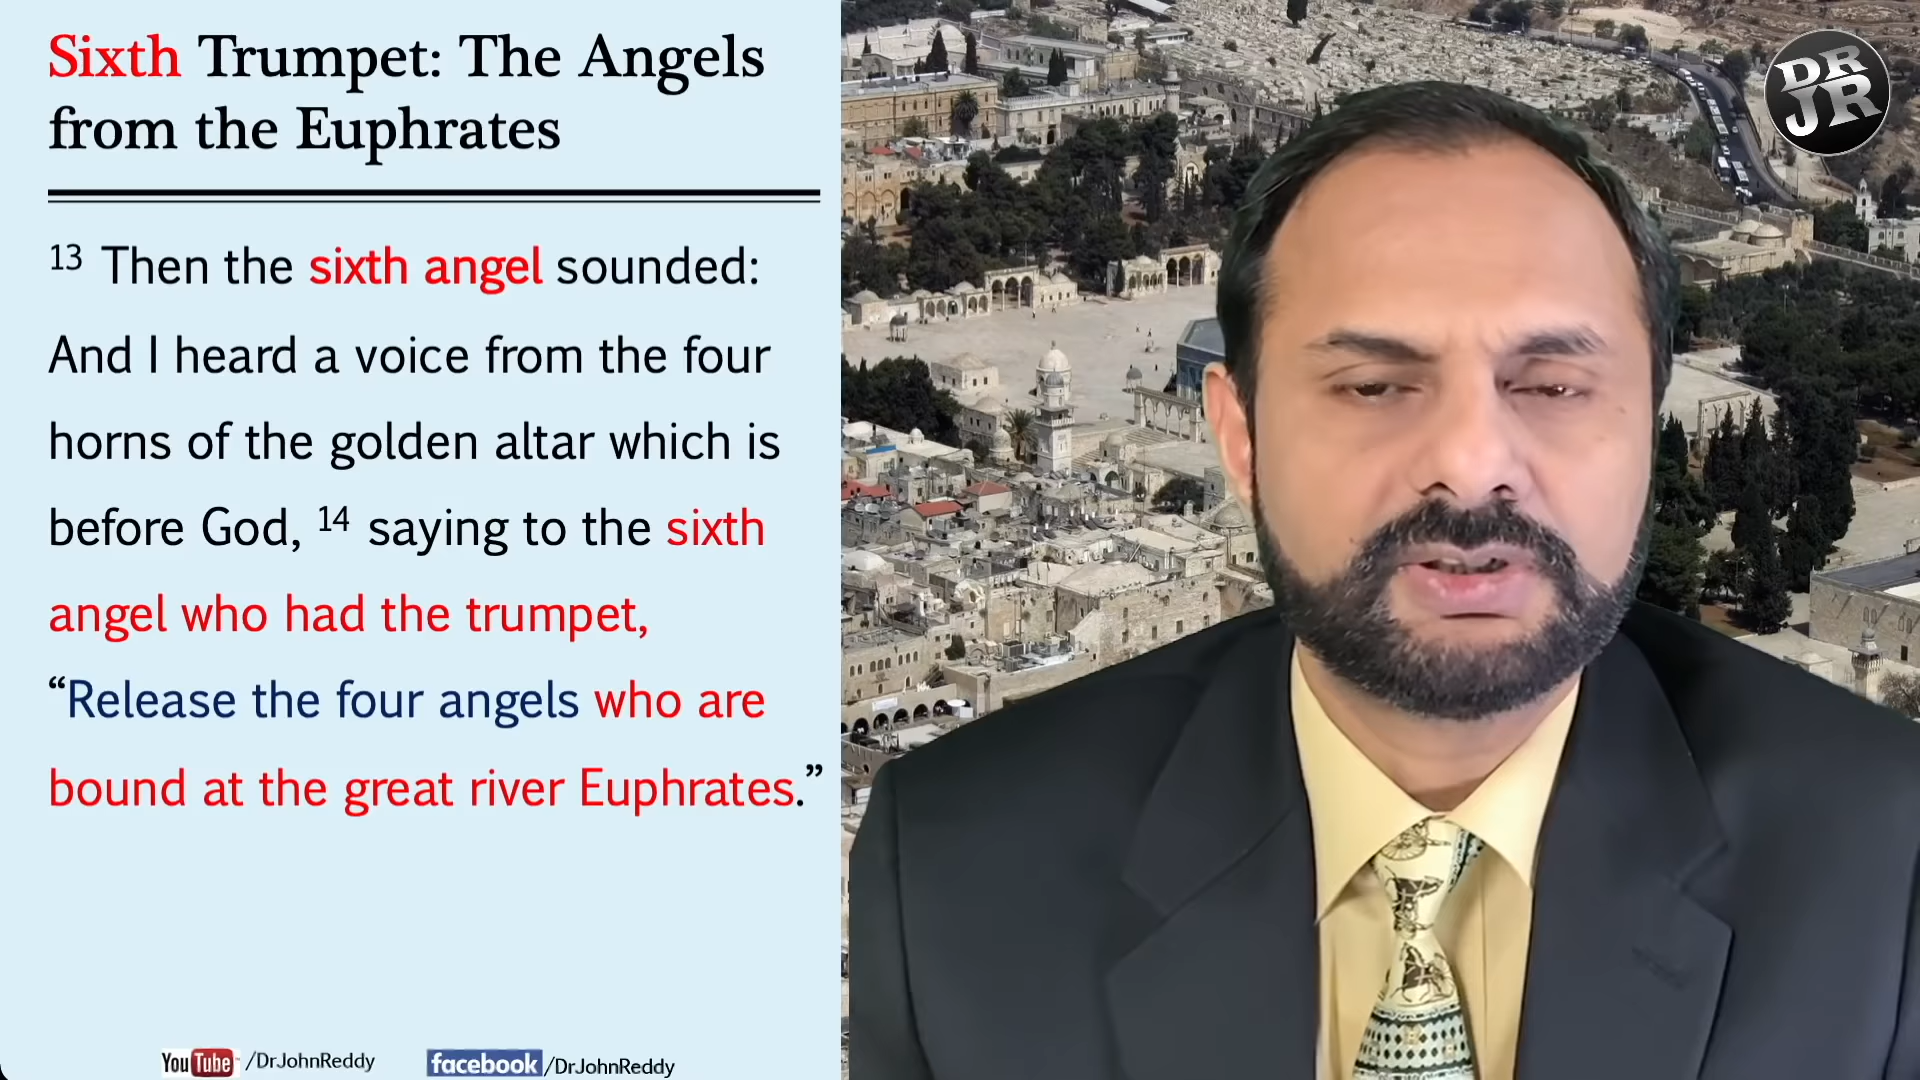 Sixth Trumpet: The Angels
from the Euphrates
13 Then the sixth angel sounded:
And I heard a voice from the four
horns of the golden altar which is
before God, 14 saying to the sixth
angel who had the trumpet,
“Release the four angels who are
bound at the great river Euphrates.”
YouTube /DrJohnReddy
facebook /DrJohnReddy
DR
JR